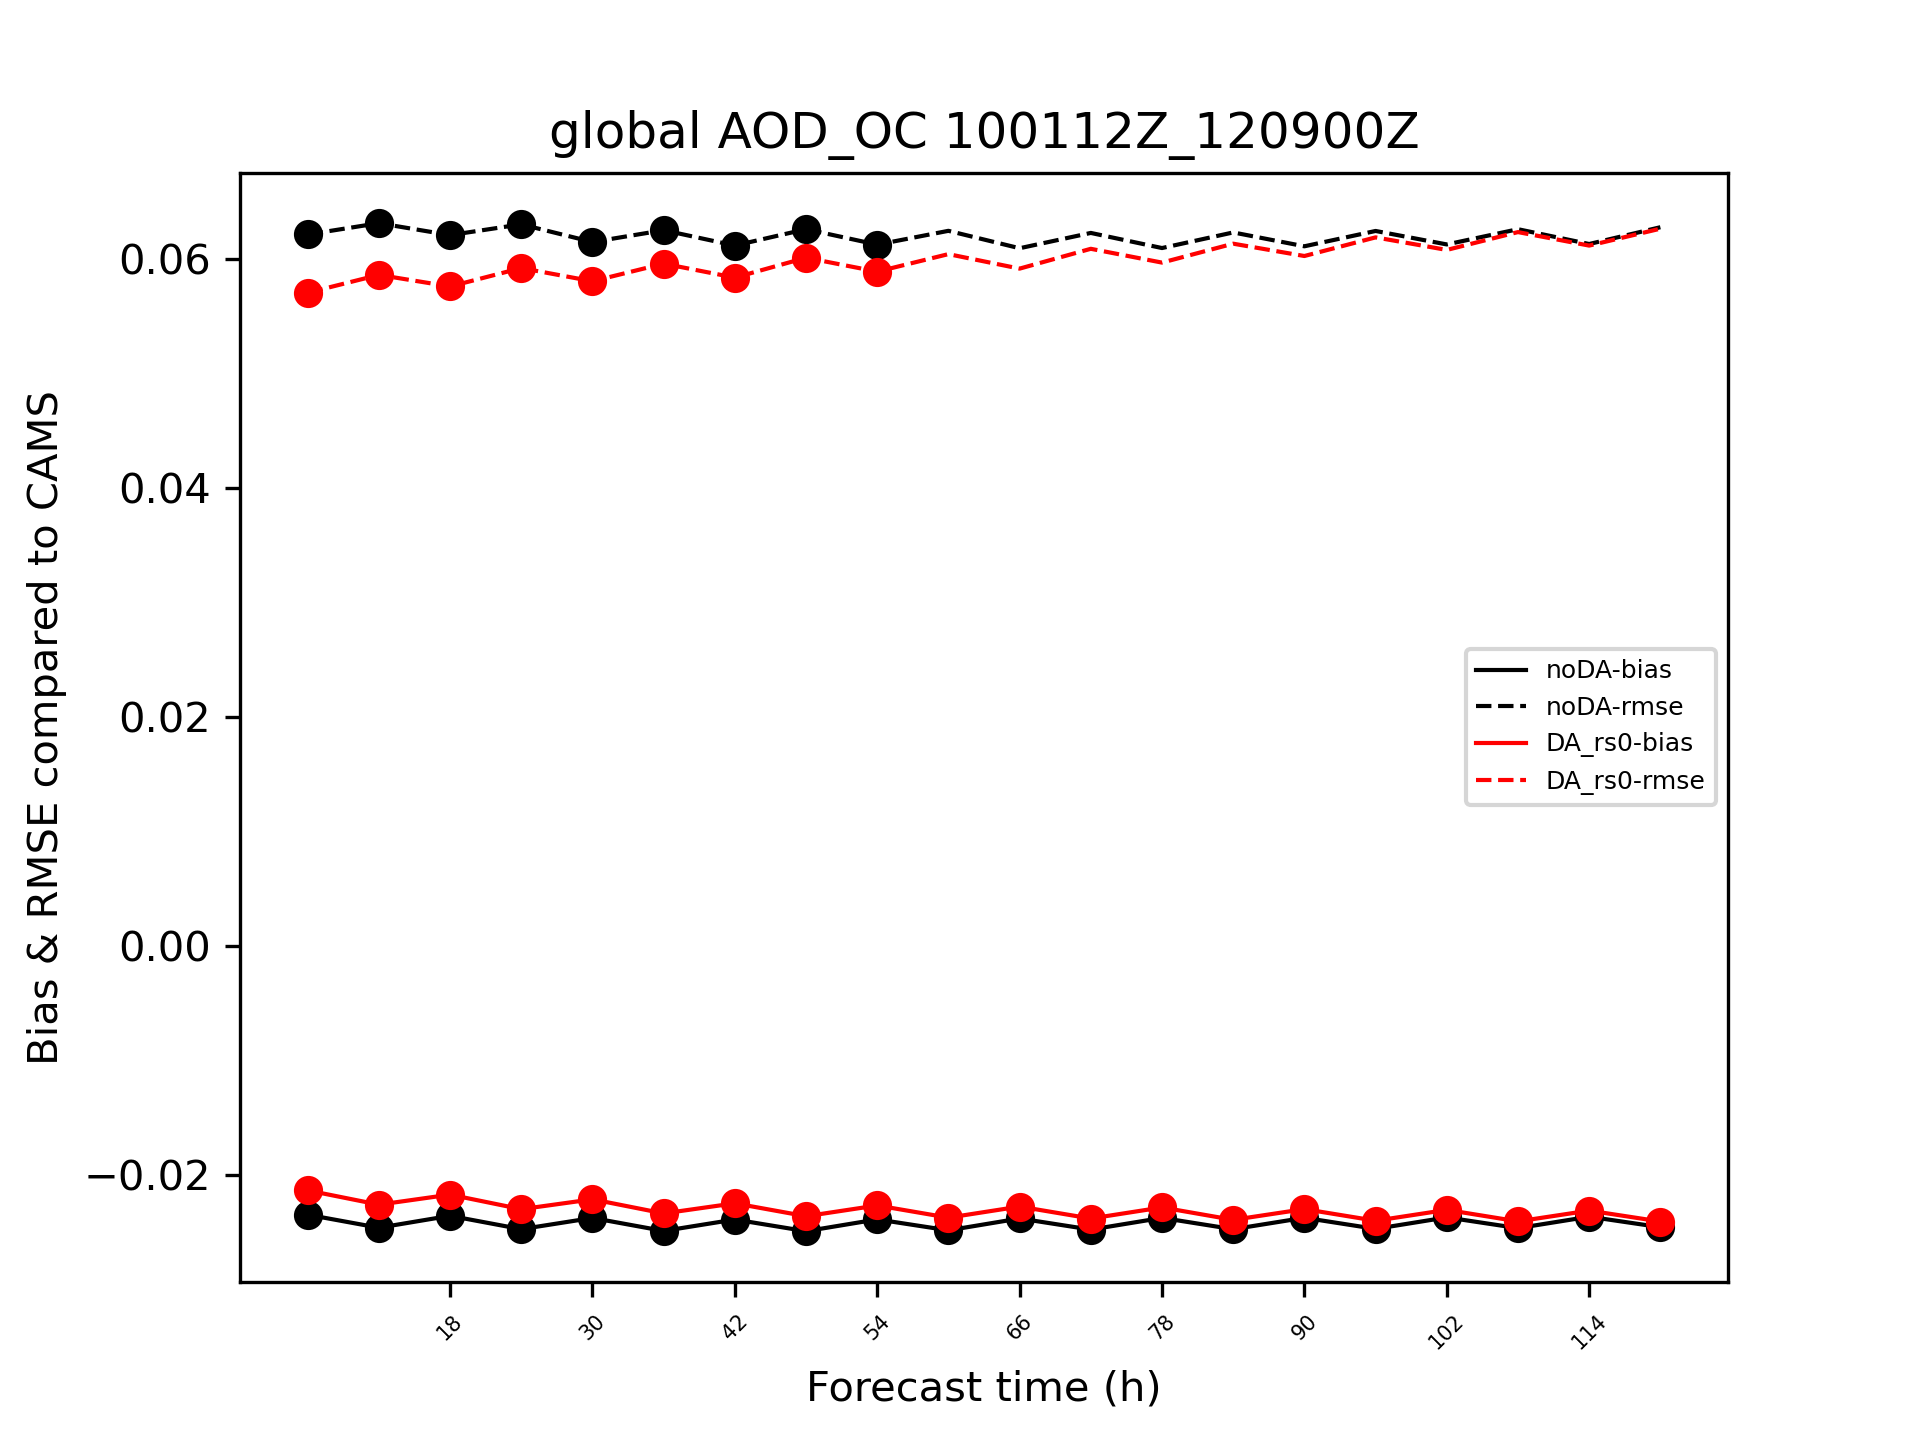 global AOD_OC 100112Z_120900Z
Bias & RMSE compared to CAMS
0.06
0.04
0.02
0.00
−0.02
noDA-bias
noDA-rmse
DA_rs0-bias
DA_rs0-rmse
18 30 42 54 66 78 90 102 114
Forecast time (h)